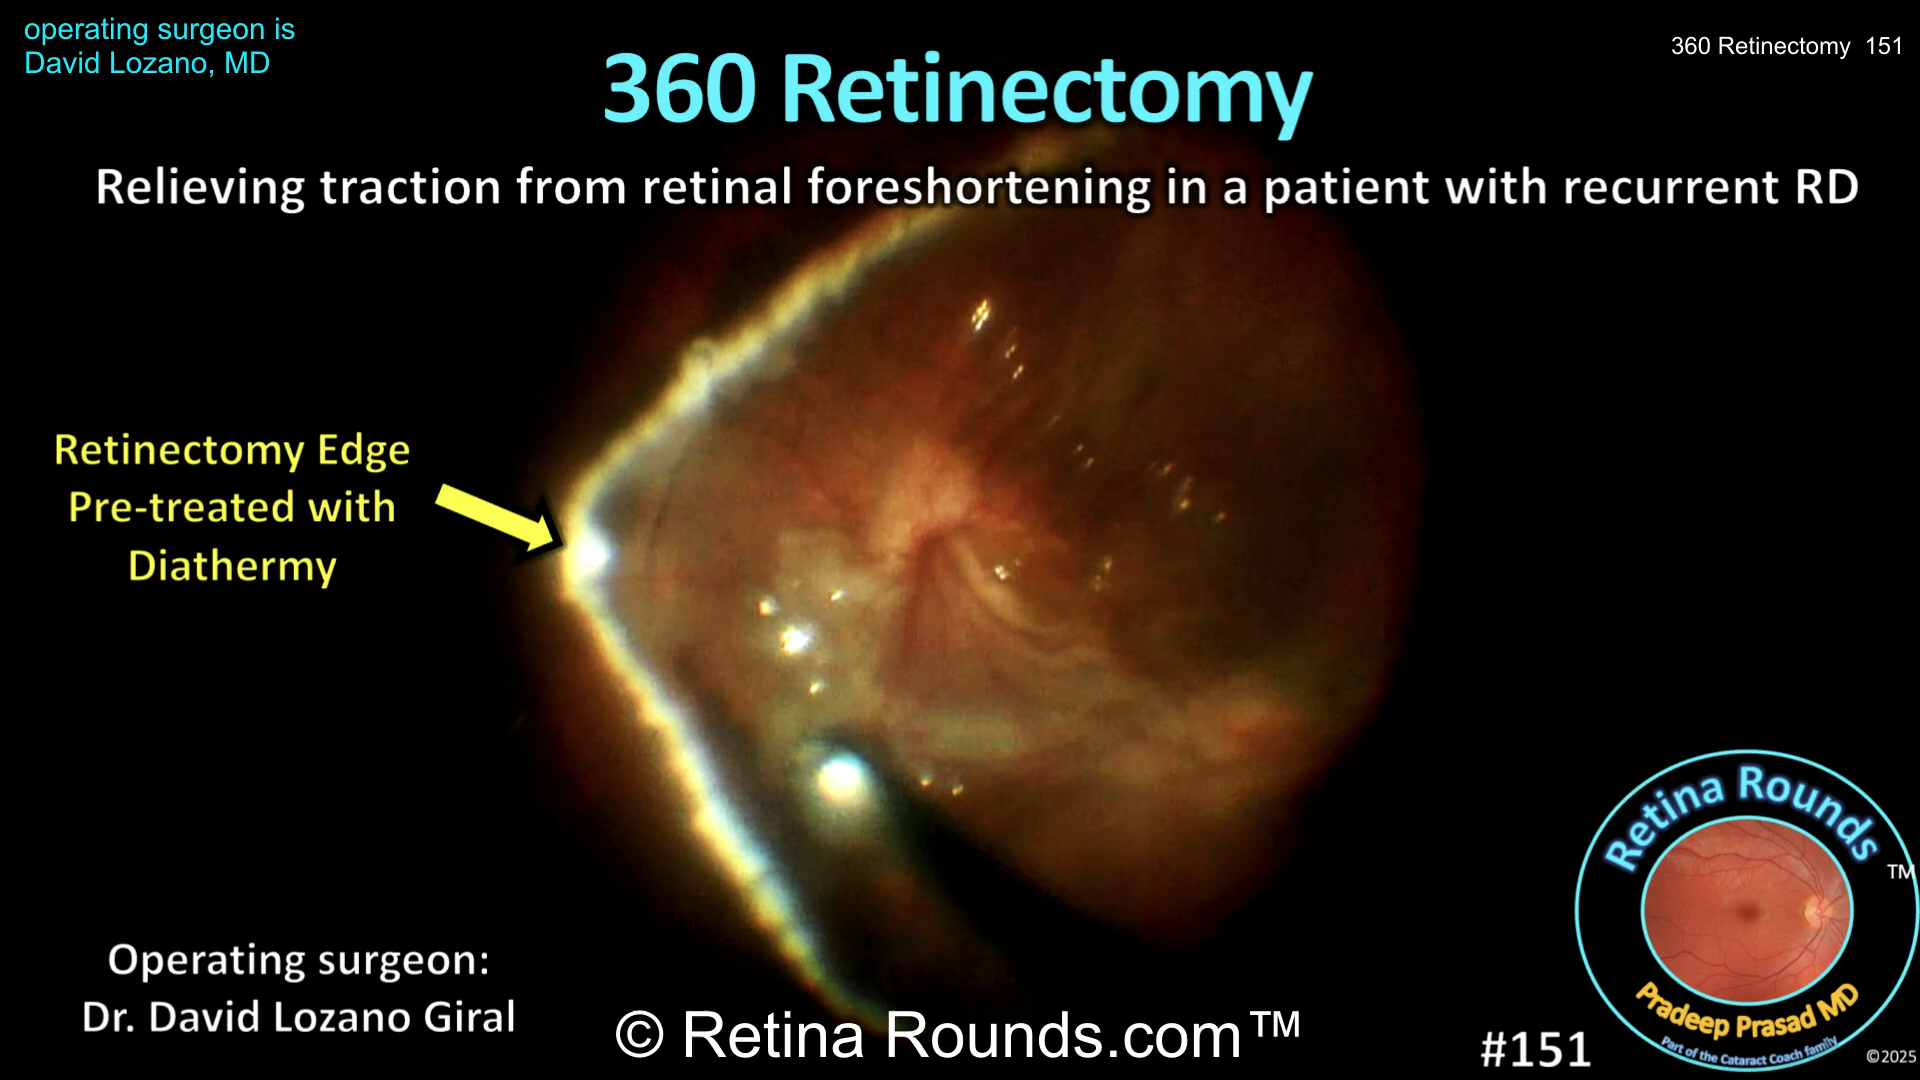 operating surgeon is
David Lozano, MD
360 Retinectomy 151
360 Retinectomy
Relieving traction from retinal foreshortening in a patient with recurrent RD
Retinectomy Edge
Pre-treated with
Diathermy
Operating surgeon:
Dr. David Lozano Giral
© Retina Rounds.com™
#151
Retina Rounds
TM
Pradeep Prasad MD
Part of the Cataract Coach family
©2025